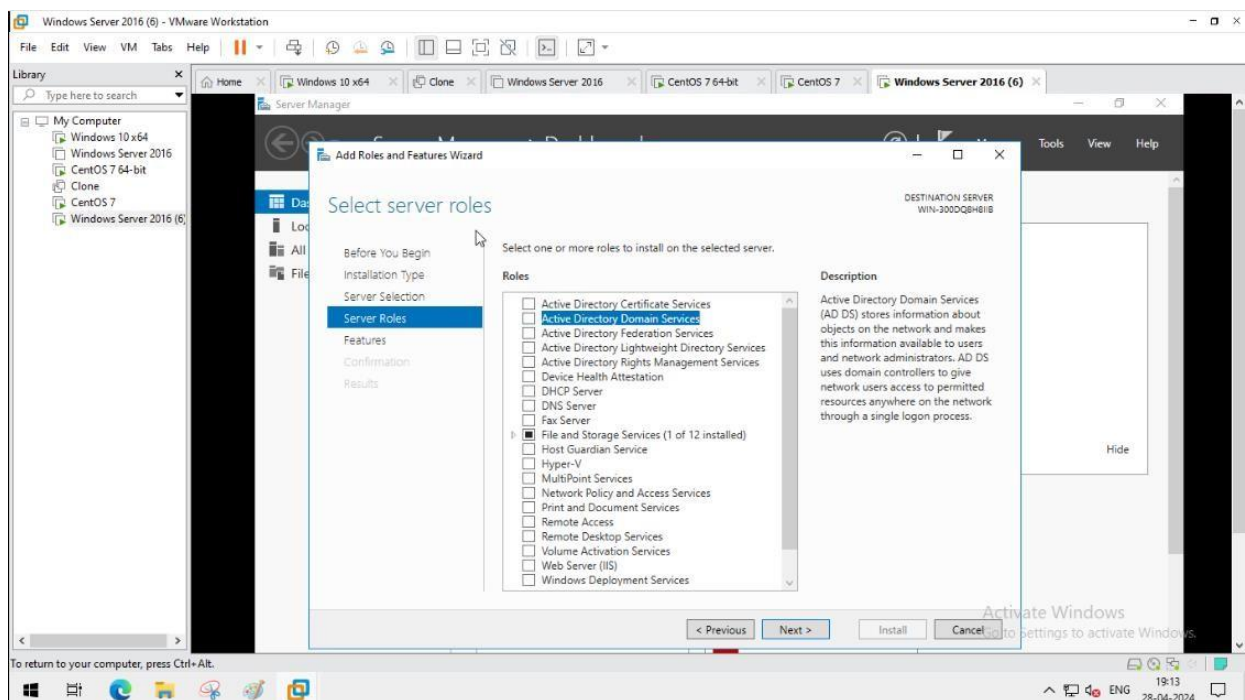 Windows Server 2016 (6) - VMware Workstation
File Edit View VM Tabs Help
Library
Type here to search
My Computer
Windows 10 x64
Windows Server 2016
CentOS 7 64-bit
Clone
CentOS 7
Windows Server 2016 (6)
Home Windows 10 x64 Clone Windows Server 2016 CentOS 7 64-bit CentOS 7 Windows Server 2016 (6)
Server Manager
Tools View Help
Add Roles and Features Wizard
Select server roles
DESTINATION SERVER
Before You Begin
Installation Type
Server Selection
Server Roles
Features
Confirmation
Results
Select one or more roles to install on the selected server.
Roles
Active Directory Certificate Services
Active Directory Domain Services
Active Directory Federation Services
Active Directory Lightweight Directory Services
Active Directory Rights Management Services
Device Health Attestation
DHCP Server
DNS Server
Fax Server
File and Storage Services (1 of 12 installed)
Host Guardian Service
Hyper-V
MultiPoint Services
Network Policy and Access Services
Print and Document Services
Remote Access
Remote Desktop Services
Volume Activation Services
Web Server (IIS)
Windows Deployment Services
Description
Active Directory Domain Services
(AD DS) stores information about
objects on the network and makes
this information available to users
and network administrators. AD DS
uses domain controllers to give
network users access to permitted
resources anywhere on the network
through a single logon process.
Hide
< Previous Next > Install Cancel
Activate Windows
Go to Settings to activate Windows.
To return to your computer, press Ctrl+Alt.
ENG
19:13
28-04-2024